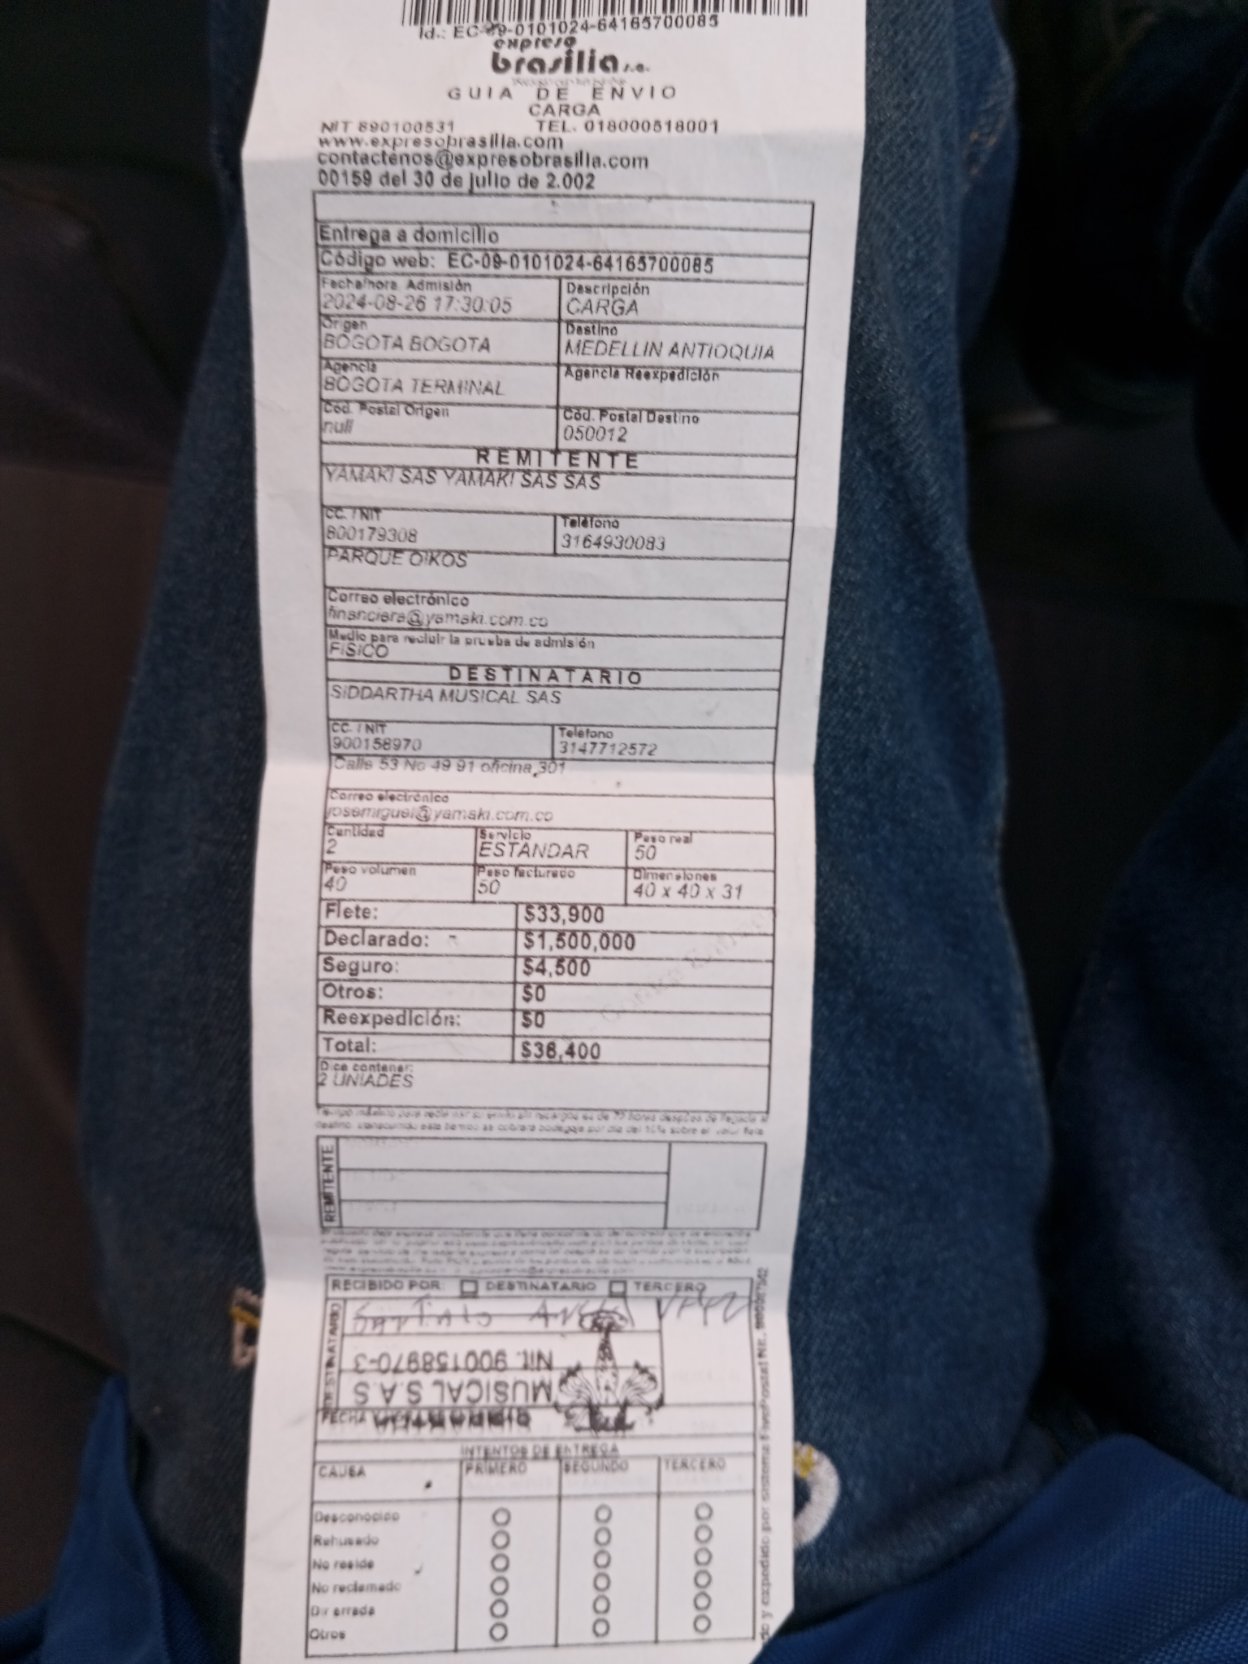 Id.: EC-09-0101024-64165700085
expreso
brasilia s.a.
GUIA DE ENVIO
CARGA
NIT 890100531 TEL. 018000518001
www.expresobrasilia.com
contactenos@expresobrasilia.com
00159 del 30 de julio de 2.002
Entrega a domicilio
Código web: EC-09-0101024-64165700085
Fecha/hora Admisión Descripción
2024-08-26 17:30:05 CARGA
Origen Destino
BOGOTA BOGOTA MEDELLIN ANTIOQUIA
Agencia Agencia Reexpedición
BOGOTA TERMINAL
Cód. Postal Origen Cód. Postal Destino
null 050012
REMITENTE
YAMAKI SAS YAMAKI SAS SAS
CC. / NIT Teléfono
800179308 3164930083
PARQUE OIKOS
Correo electrónico
financiera@yamaki.com.co
Medio para recibir la prueba de admisión
FISICO
DESTINATARIO
SIDDARTHA MUSICAL SAS
CC. / NIT Teléfono
900158970 3147712572
Calle 53 No 49 91 oficina 301
Correo electrónico
josemiguel@yamaki.com.co
Cantidad Servicio Peso real
2 ESTANDAR 50
Peso volumen Peso facturado Dimensiones
40 50 40 x 40 x 31
Flete: $33,900
Declarado: $1,500,000
Seguro: $4,500
Otros: $0
Reexpedición: $0
Total: $38,400
Dice contener:
2 UNIADES
REMITENTE
RECIBIDO POR: DESTINATARIO TERCERO
DESTINATARIO
FECHA
SIDDARTHA
MUSICAL S.A.S
Nit. 900158970-3
INTENTOS DE ENTREGA
CAUSA PRIMERO SEGUNDO TERCERO
Desconocido
Rehusado
No reside
No reclamado
Dir errada
Otros